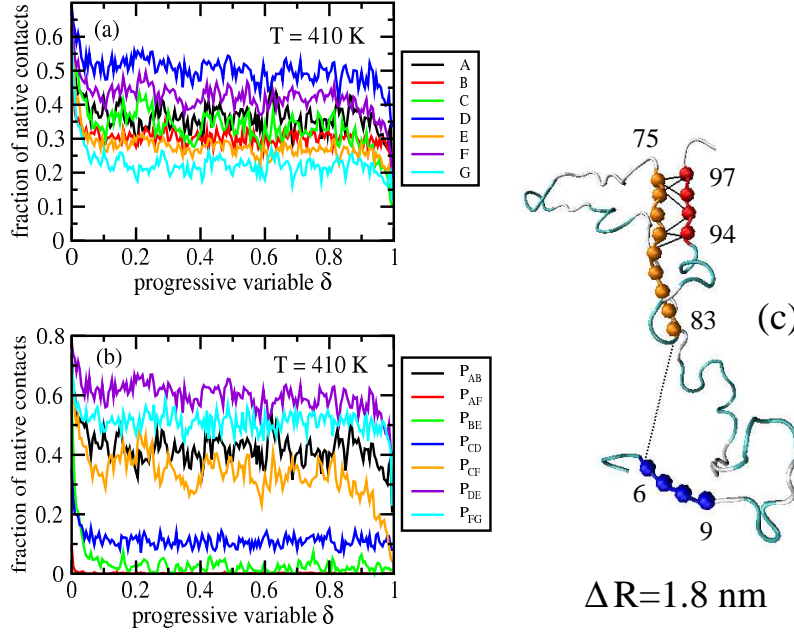 (a)
T = 410 K
fraction of native contacts
0.6
0.5
0.4
0.3
0.2
0.1
0
0
0.2
0.4
0.6
0.8
1
progressive variable δ
A
B
C
D
E
F
G
(b)
T = 410 K
fraction of native contacts
0.8
0.6
0.4
0.2
0
0
0.2
0.4
0.6
0.8
1
progressive variable δ
P_AB
P_AF
P_BE
P_CD
P_CF
P_DE
P_FG
75
97
94
83
(c)
6
9
ΔR=1.8 nm